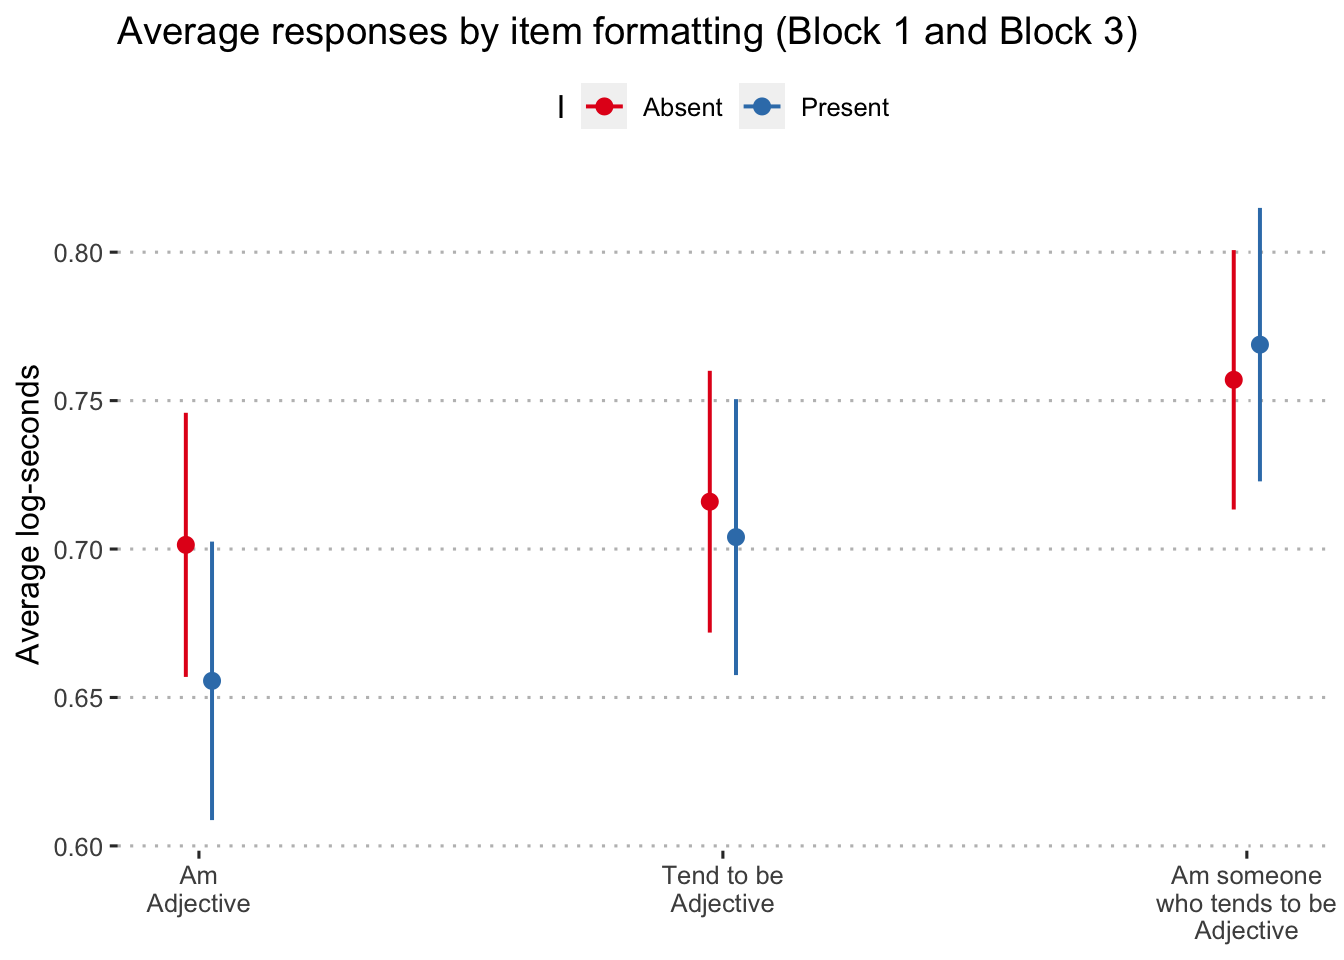 Average responses by item formatting (Block 1 and Block 3)
I Absent Present
Average log-seconds
0.80
0.75
0.70
0.65
0.60
Am
Adjective
Tend to be
Adjective
Am someone
who tends to be
Adjective